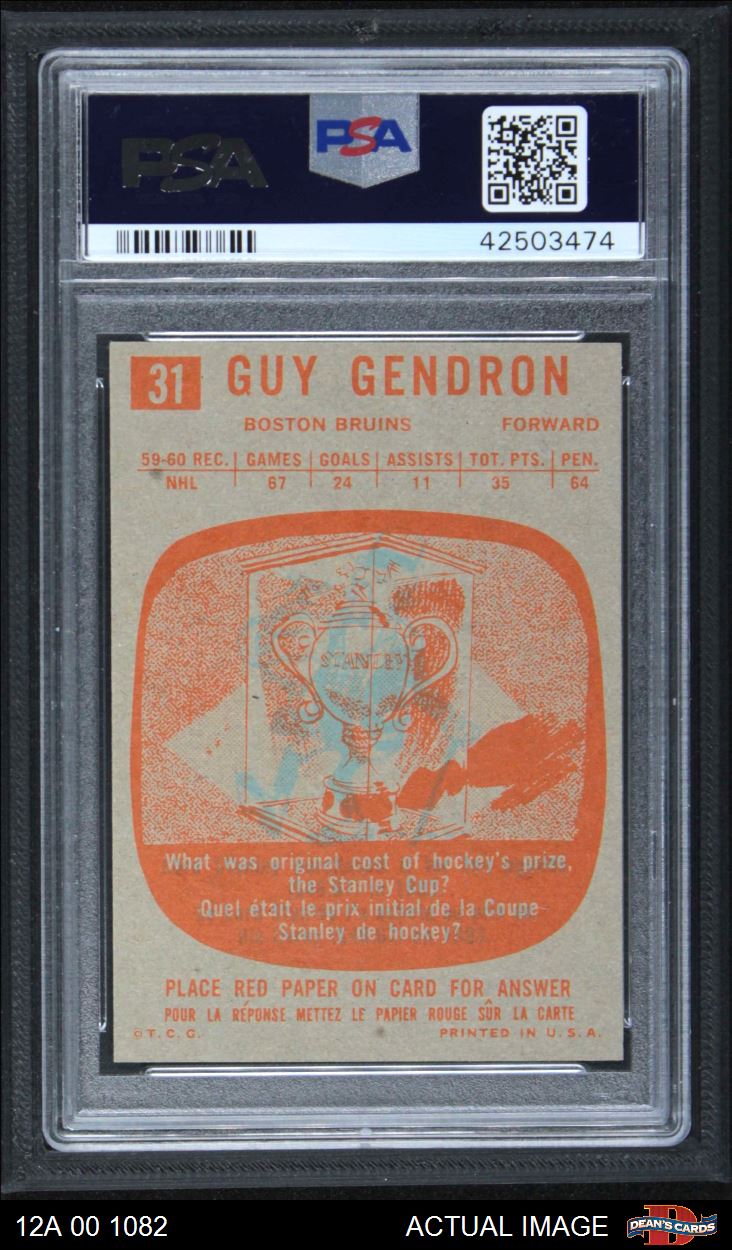 PSA
PSA
42503474
31 GUY GENDRON
BOSTON BRUINS FORWARD
59-60 REC. GAMES GOALS ASSISTS TOT. PTS. PEN.
NHL 67 24 11 35 64
STANLEY
What was original cost of hockey's prize,
the Stanley Cup?
Quel était le prix initial de la Coupe-
Stanley de hockey?
PLACE RED PAPER ON CARD FOR ANSWER
POUR LA RÉPONSE METTEZ LE PAPIER ROUGE SÛR LA CARTE
©T.C.G. PRINTED IN U.S.A.
12A 00 1082 ACTUAL IMAGE DEAN'S CARDS